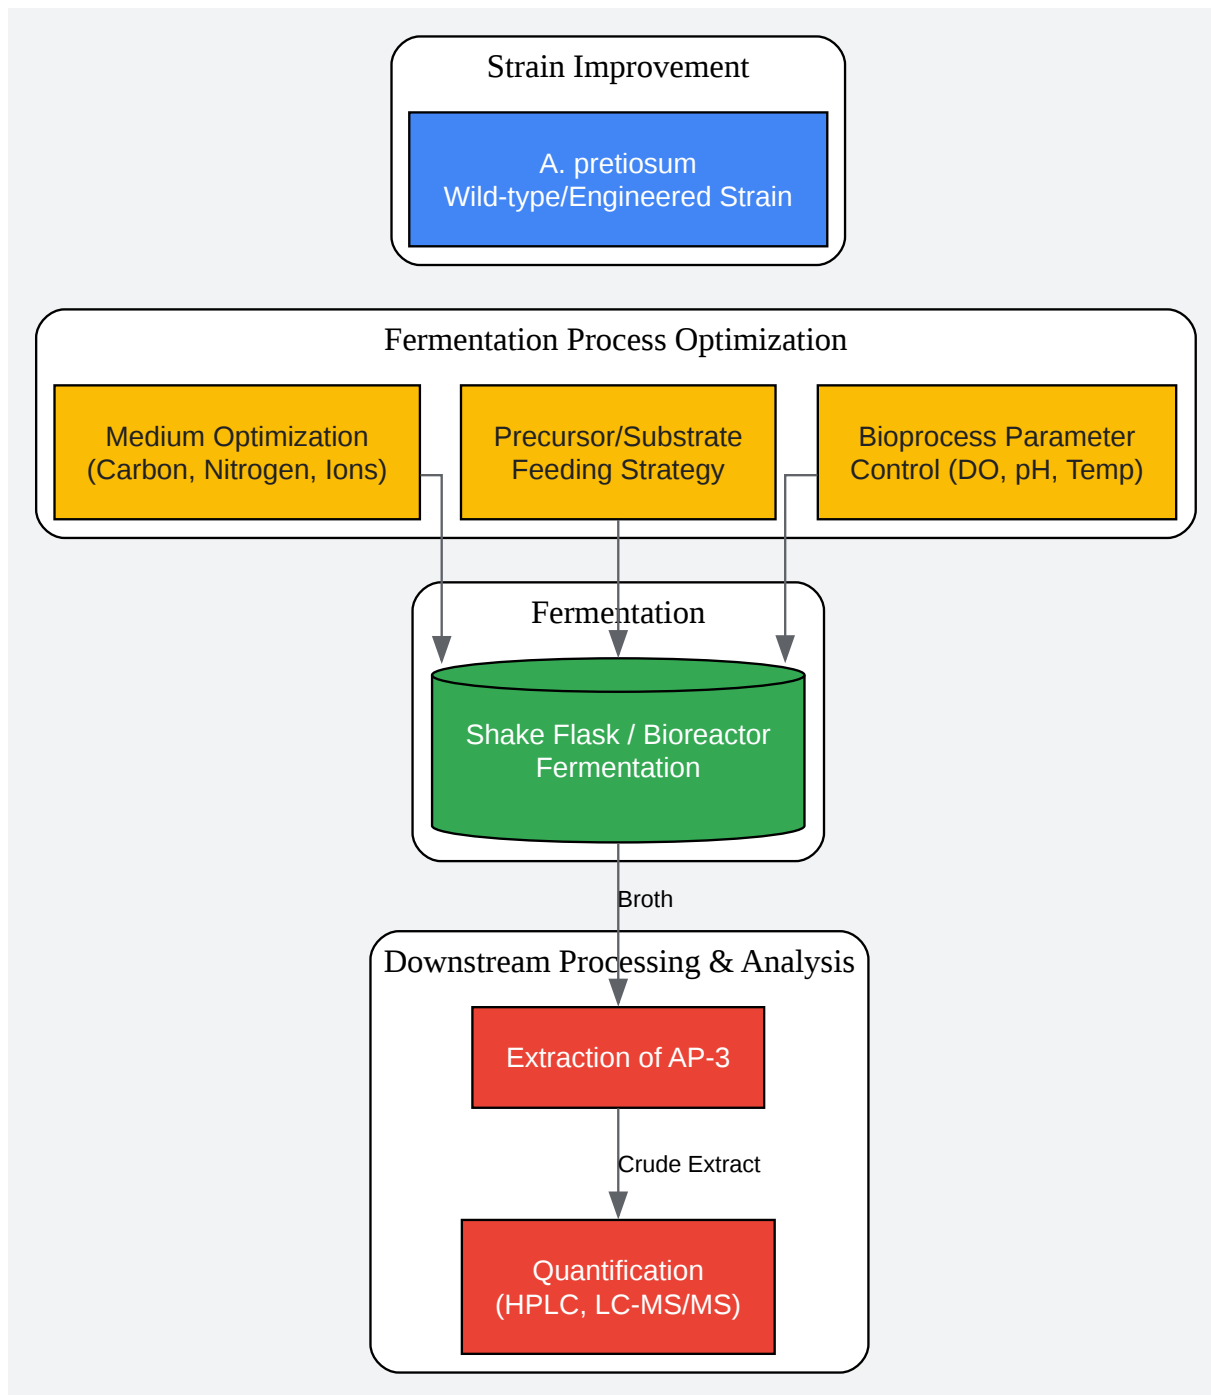 Strain Improvement
A. pretiosum
Wild-type/Engineered Strain
Fermentation Process Optimization
Medium Optimization
(Carbon, Nitrogen, Ions)
Precursor/Substrate
Feeding Strategy
Bioprocess Parameter
Control (DO, pH, Temp)
Fermentation
Shake Flask / Bioreactor
Fermentation
Broth
Downstream Processing & Analysis
Extraction of AP-3
Crude Extract
Quantification
(HPLC, LC-MS/MS)